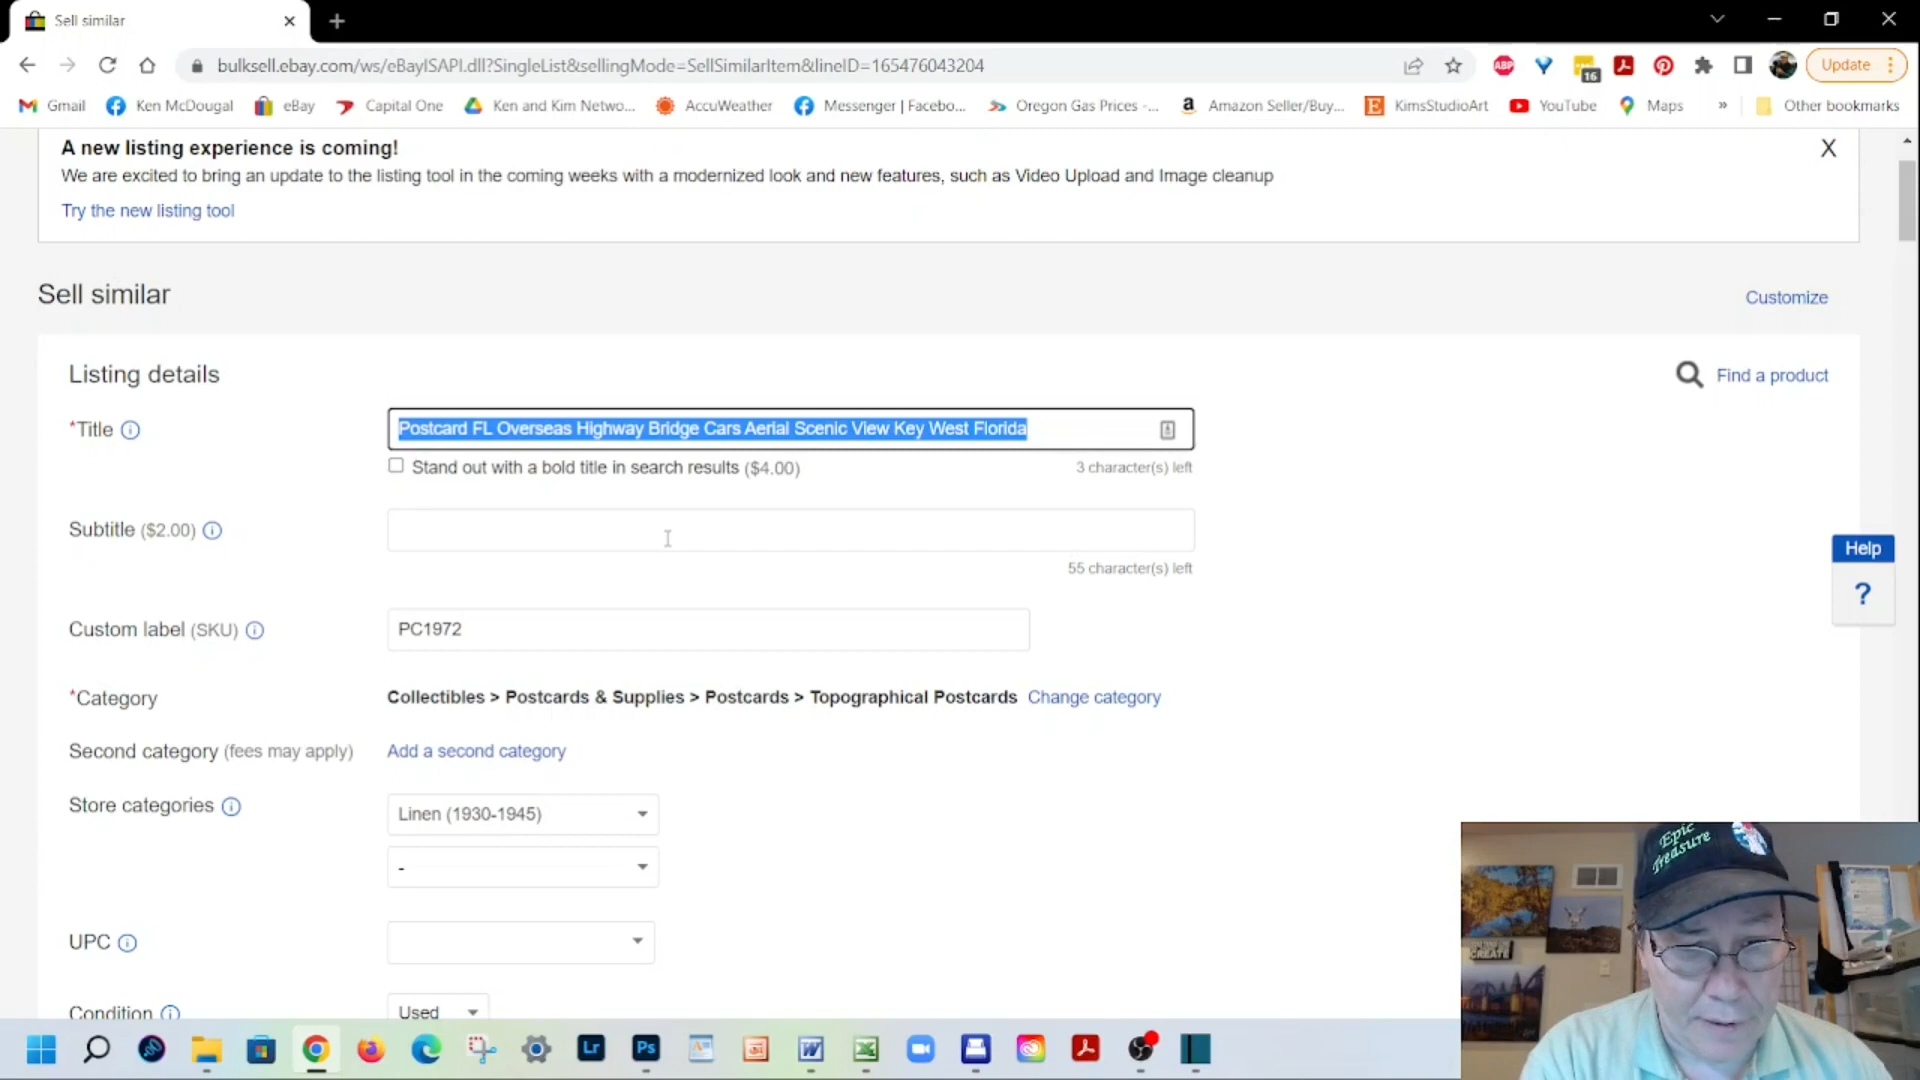 Sell similar
bulksell.ebay.com/ws/eBayISAPI.dll?SingleList&sellingMode=SellSimilarItem&lineID=165476043204
ABP
16
Update
Gmail
Ken McDougal
eBay
Capital One
Ken and Kim Netwo...
AccuWeather
Messenger | Facebo...
Oregon Gas Prices -...
Amazon Seller/Buy...
KimsStudioArt
YouTube
Maps
»
Other bookmarks
A new listing experience is coming!
X
We are excited to bring an update to the listing tool in the coming weeks with a modernized look and new features, such as Video Upload and Image cleanup
Try the new listing tool
Sell similar
Customize
Listing details
Find a product
*Title
Postcard FL Overseas Highway Bridge Cars Aerial Scenic View Key West Florida
Stand out with a bold title in search results ($4.00)
3 character(s) left
Subtitle ($2.00)
55 character(s) left
Help
?
Custom label (SKU)
PC1972
*Category
Collectibles > Postcards & Supplies > Postcards > Topographical Postcards Change category
Second category (fees may apply)
Add a second category
Store categories
Linen (1930-1945)
-
UPC
Condition
Used
Epic
Treasure
CREATE
Lr
Ps